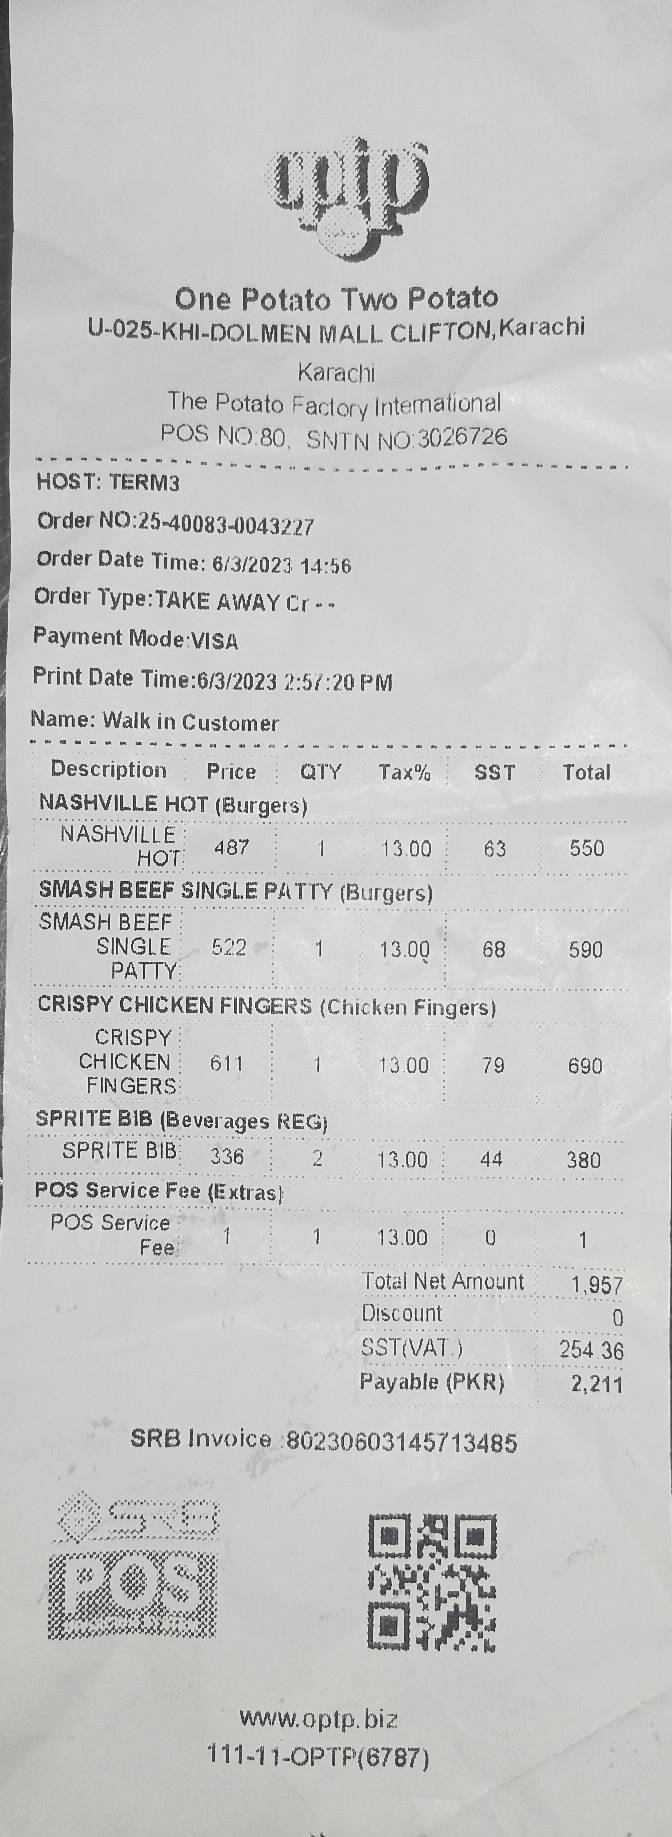 optp
One Potato Two Potato
U-025-KHI-DOLMEN MALL CLIFTON,Karachi
Karachi
The Potato Factory International
POS NO.80, SNTN NO:3026726
HOST: TERM3
Order NO:25-40083-0043227
Order Date Time: 6/3/2023 14:56
Order Type:TAKE AWAY Cr - -
Payment Mode:VISA
Print Date Time:6/3/2023 2:57:20 PM
Name: Walk in Customer
Description Price QTY Tax% SST Total
NASHVILLE HOT (Burgers)
NASHVILLE HOT 487 1 13.00 63 550
SMASH BEEF SINGLE PATTY (Burgers)
SMASH BEEF SINGLE PATTY 522 1 13.00 68 590
CRISPY CHICKEN FINGERS (Chicken Fingers)
CRISPY CHICKEN FINGERS 611 1 13.00 79 690
SPRITE BIB (Beverages REG)
SPRITE BIB 336 2 13.00 44 380
POS Service Fee (Extras)
POS Service Fee 1 1 13.00 0 1
Total Net Amount 1,957
Discount 0
SST(VAT.) 254.36
Payable (PKR) 2,211
SRB Invoice :80230603145713485
SRB
POS
www.optp.biz
111-11-OPTP(6787)